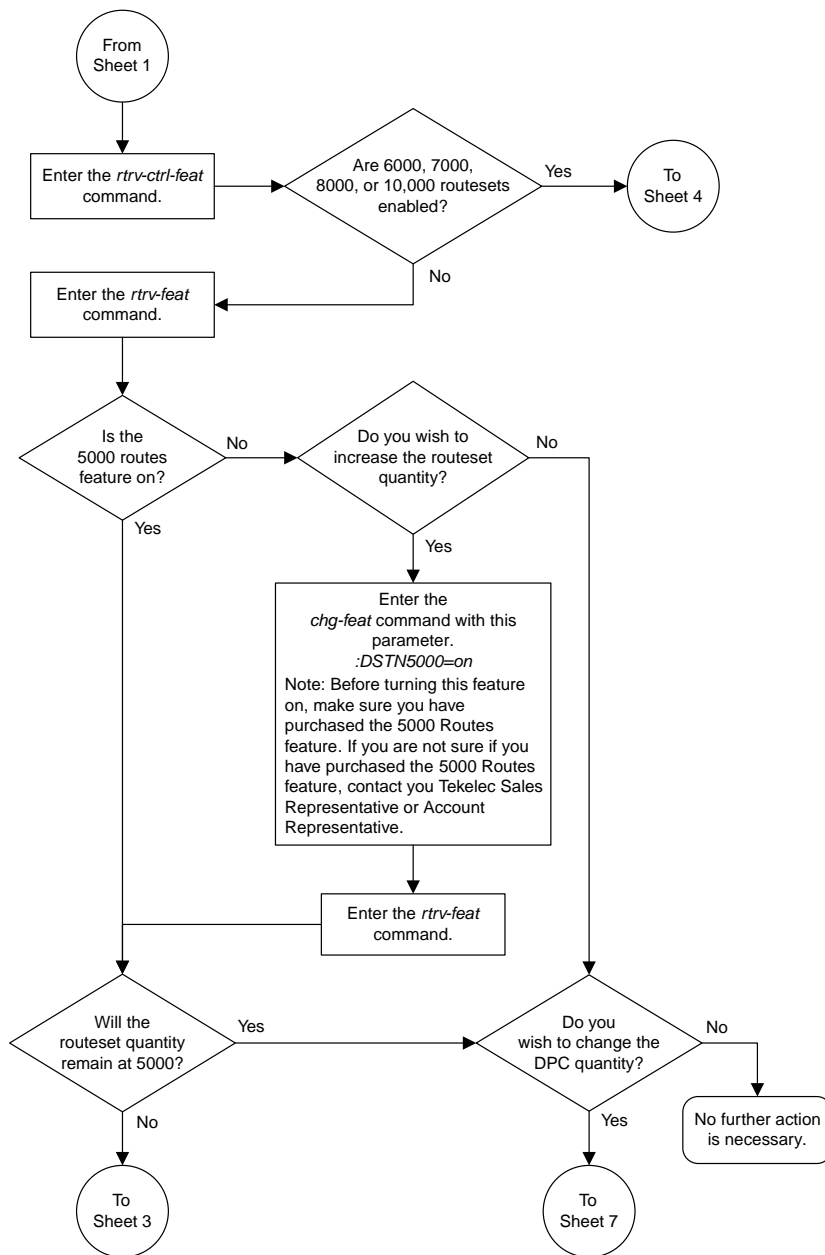 From
Sheet 1
Enter the rtrv-ctrl-feat
command.
Are 6000, 7000,
8000, or 10,000 routesets
enabled?
Yes
To
Sheet 4
No
Enter the rtrv-feat
command.
Is the
5000 routes
feature on?
No
Do you wish to
increase the routeset
quantity?
No
Yes
Yes
Enter the
chg-feat command with this
parameter.
:DSTN5000=on
Note: Before turning this feature
on, make sure you have
purchased the 5000 Routes
feature. If you are not sure if you
have purchased the 5000 Routes
feature, contact you Tekelec Sales
Representative or Account
Representative.
Enter the rtrv-feat
command.
Will the
routeset quantity
remain at 5000?
Yes
Do you
wish to change the
DPC quantity?
No
No further action
is necessary.
No
Yes
To
Sheet 3
To
Sheet 7